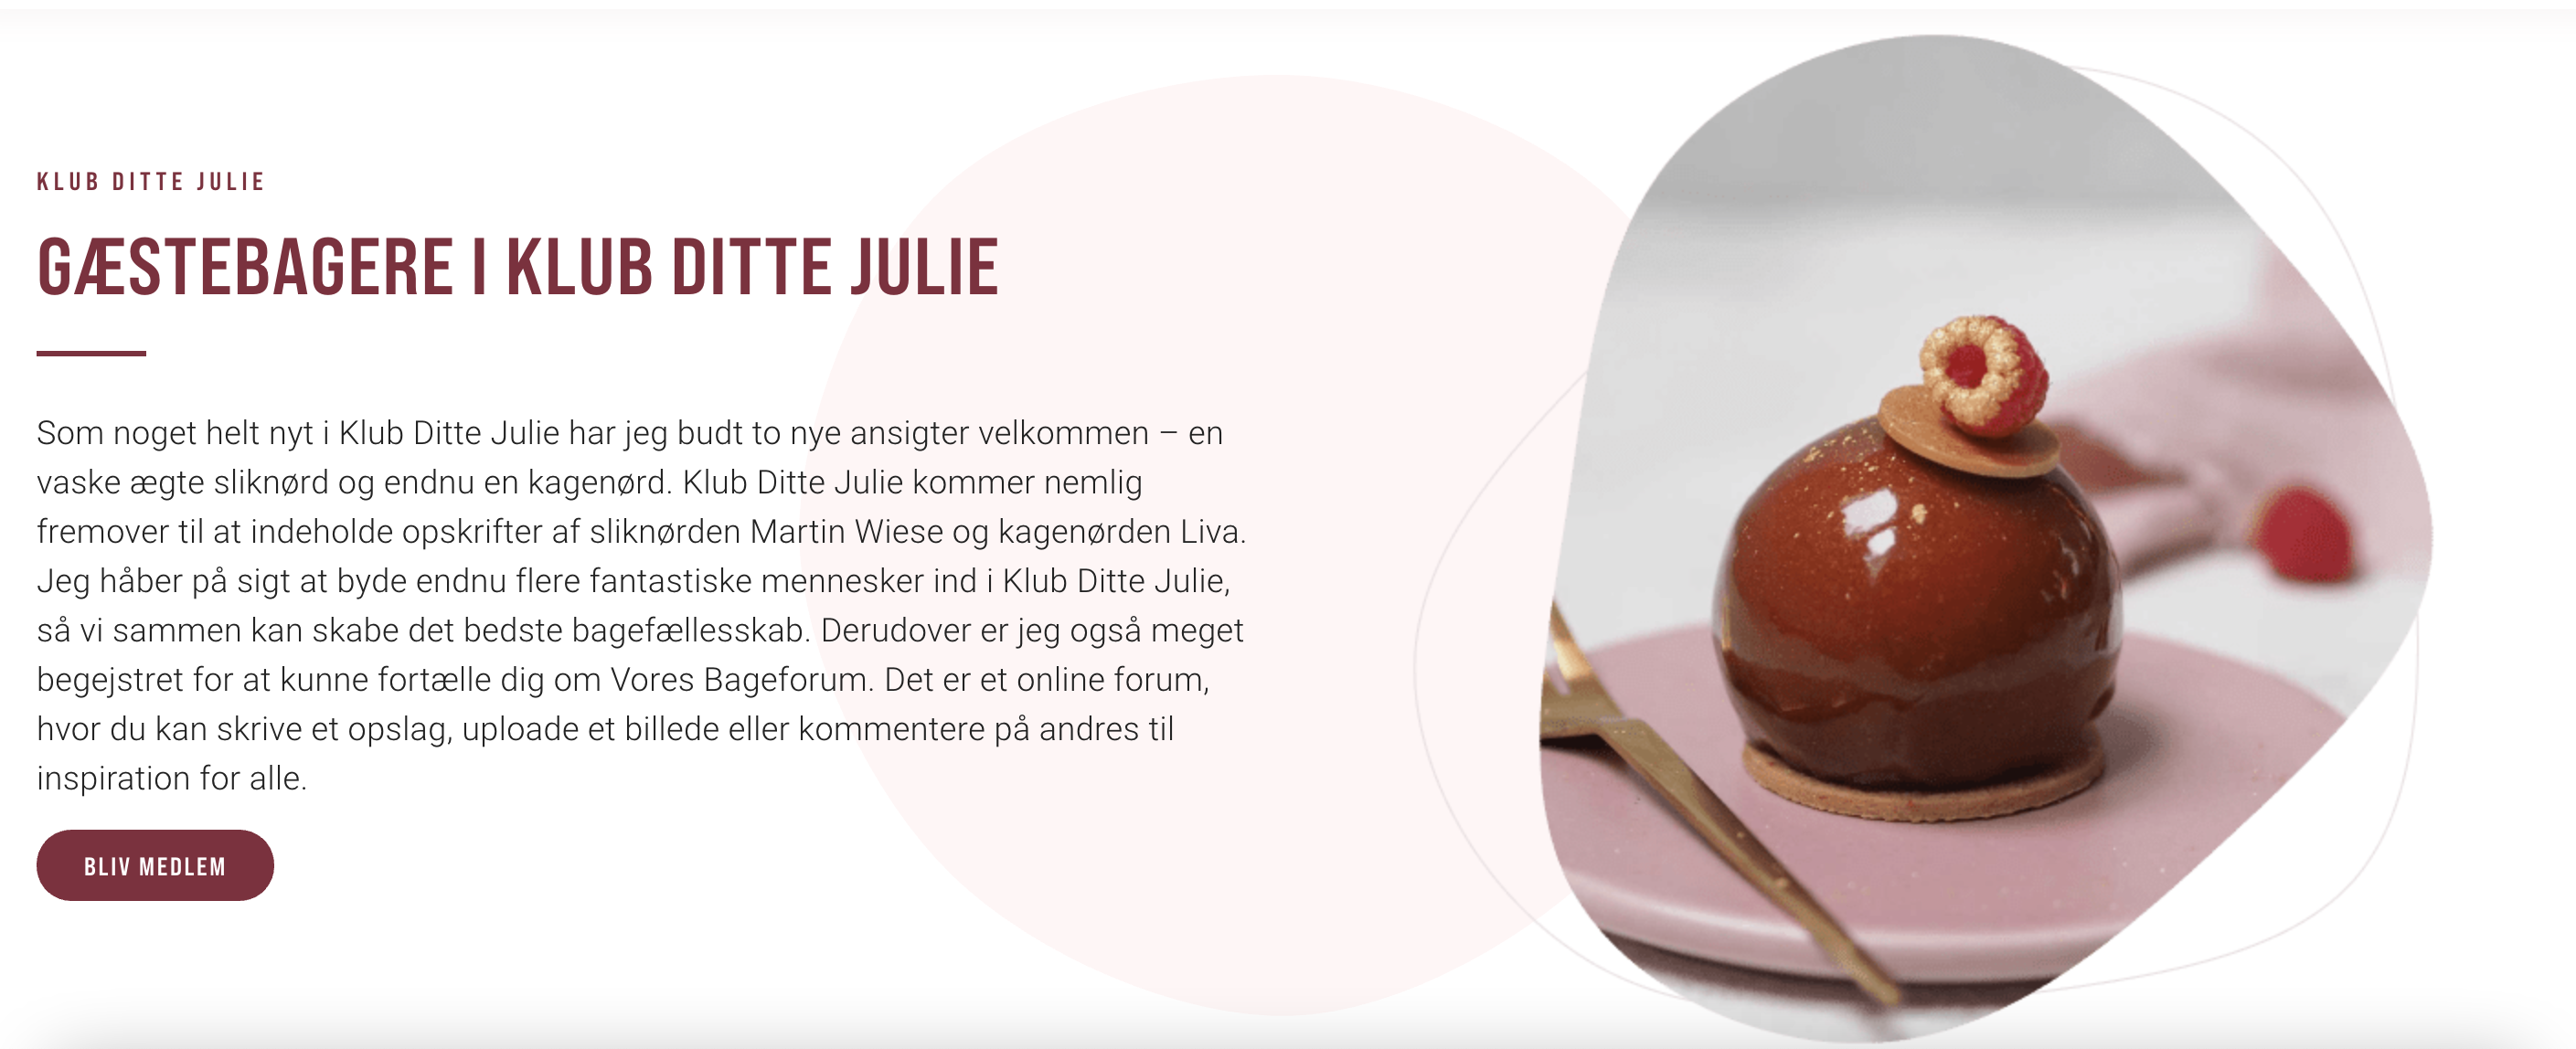 KLUB DITTE JULIE
GÆSTEBAGERE I KLUB DITTE JULIE
Som noget helt nyt i Klub Ditte Julie har jeg budt to nye ansigter velkommen – en
vaske ægte sliknørd og endnu en kagenørd. Klub Ditte Julie kommer nemlig
fremover til at indeholde opskrifter af sliknørden Martin Wiese og kagenørden Liva.
Jeg håber på sigt at byde endnu flere fantastiske mennesker ind i Klub Ditte Julie,
så vi sammen kan skabe det bedste bagefællesskab. Derudover er jeg også meget
begejstret for at kunne fortælle dig om Vores Bageforum. Det er et online forum,
hvor du kan skrive et opslag, uploade et billede eller kommentere på andres til
inspiration for alle.
BLIV MEDLEM